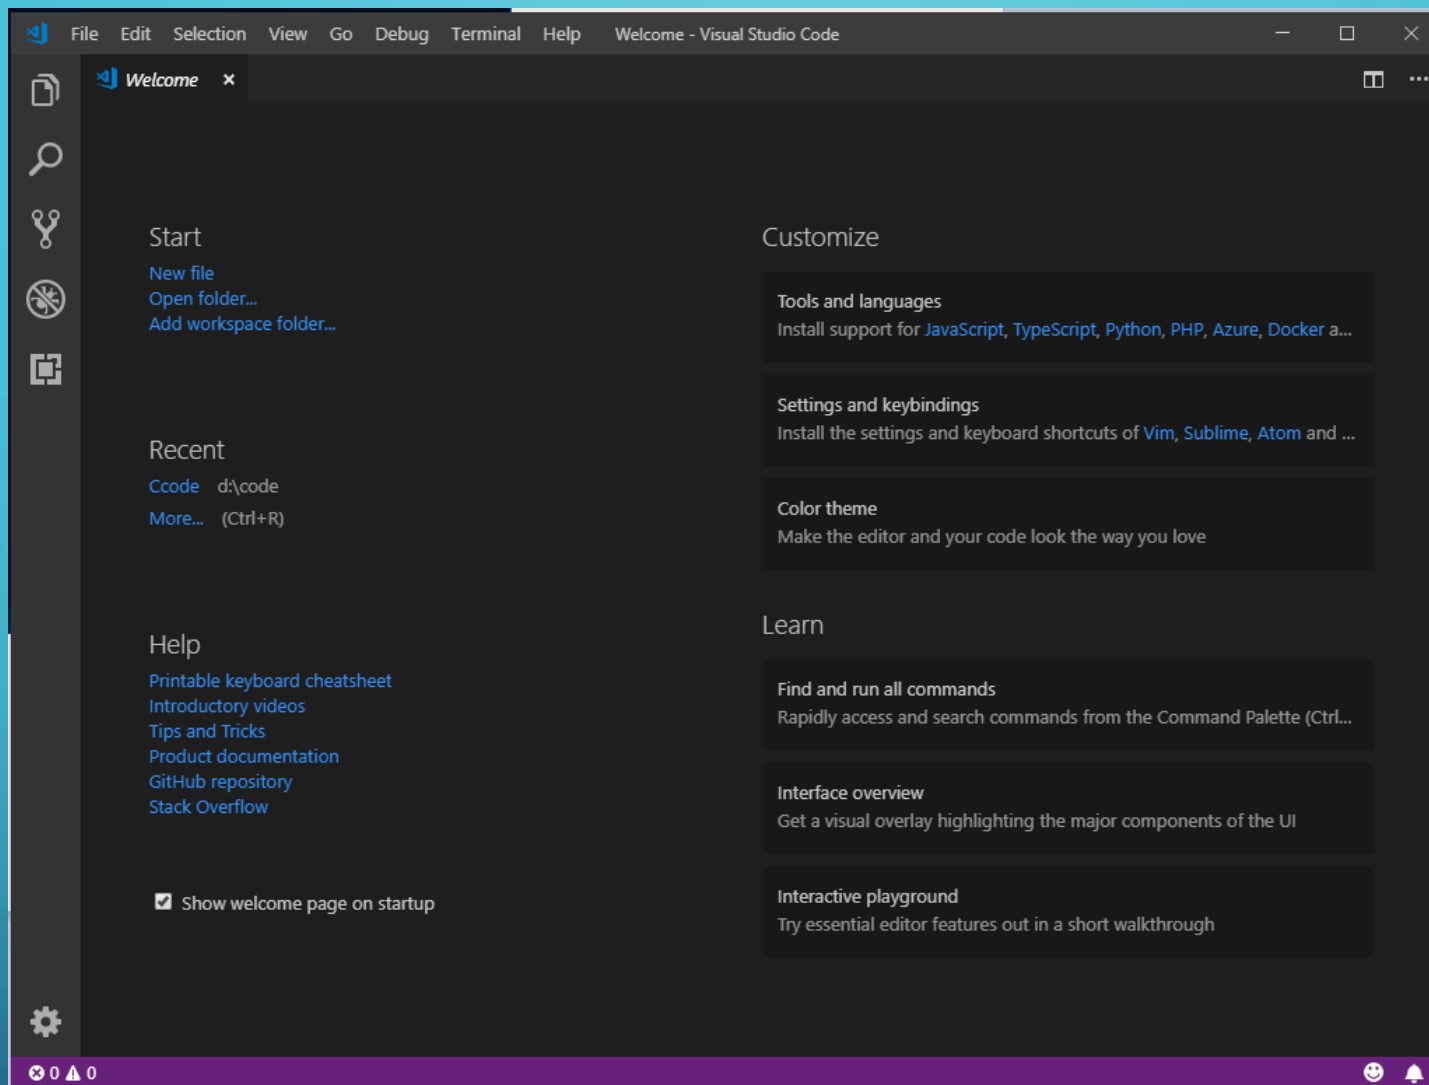 File Edit Selection View Go Debug Terminal Help Welcome - Visual Studio Code
Welcome
Start
New file
Open folder...
Add workspace folder...
Recent
Ccode d:\code
More... (Ctrl+R)
Help
Printable keyboard cheatsheet
Introductory videos
Tips and Tricks
Product documentation
GitHub repository
Stack Overflow
Show welcome page on startup
Customize
Tools and languages
Install support for JavaScript, TypeScript, Python, PHP, Azure, Docker a...
Settings and keybindings
Install the settings and keyboard shortcuts of Vim, Sublime, Atom and ...
Color theme
Make the editor and your code look the way you love
Learn
Find and run all commands
Rapidly access and search commands from the Command Palette (Ctrl...
Interface overview
Get a visual overlay highlighting the major components of the UI
Interactive playground
Try essential editor features out in a short walkthrough
0 0